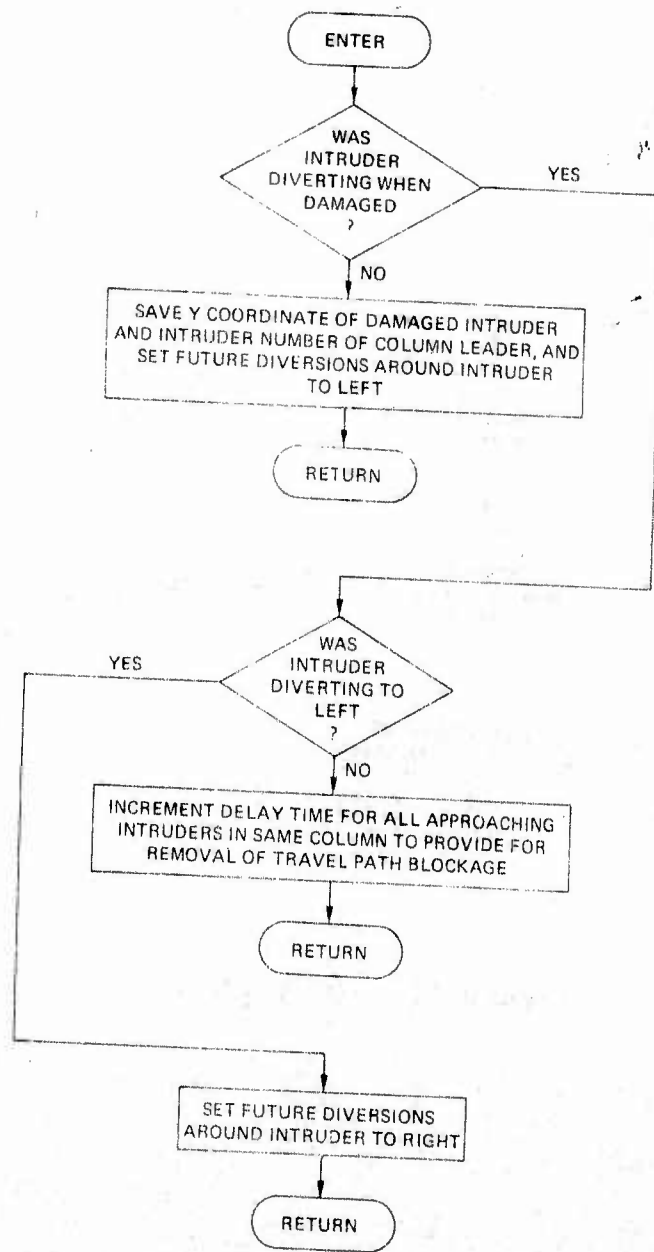 ENTER
WAS
INTRUDER
DIVERTING WHEN
DAMAGED
?
YES
NO
SAVE Y COORDINATE OF DAMAGED INTRUDER
AND INTRUDER NUMBER OF COLUMN LEADER, AND
SET FUTURE DIVERSIONS AROUND INTRUDER
TO LEFT
RETURN
WAS
INTRUDER
DIVERTING TO
LEFT
?
YES
NO
INCREMENT DELAY TIME FOR ALL APPROACHING
INTRUDERS IN SAME COLUMN TO PROVIDE FOR
REMOVAL OF TRAVEL PATH BLOCKAGE
RETURN
SET FUTURE DIVERSIONS
AROUND INTRUDER TO RIGHT
RETURN